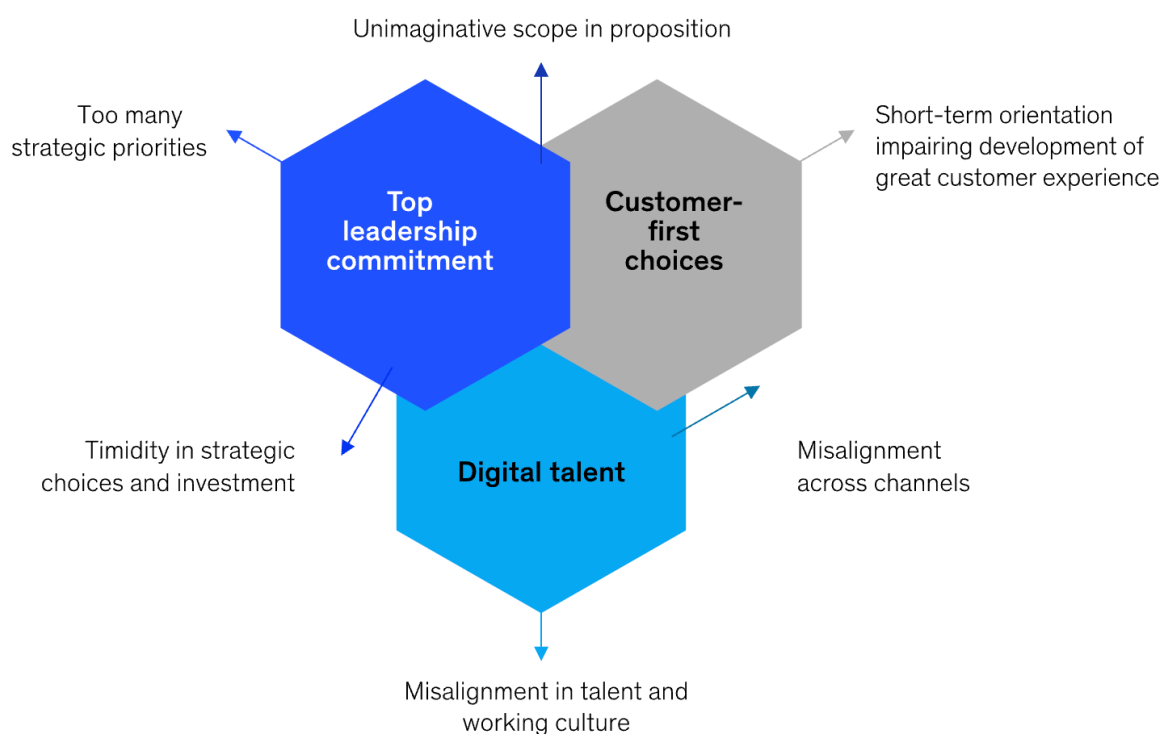 Unimaginative scope in proposition
Too many
strategic priorities
Short-term orientation
impairing development of
great customer experience
Top
leadership
commitment
Customer-
first
choices
Timidity in strategic
choices and investment
Digital talent
Misalignment
across channels
Misalignment in talent and
working culture